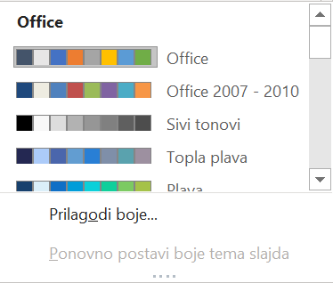 Office
Office
Office 2007 - 2010
Sivi tonovi
Topla plava
Plava
Prilagodi boje...
Ponovno postavi boje tema slajda